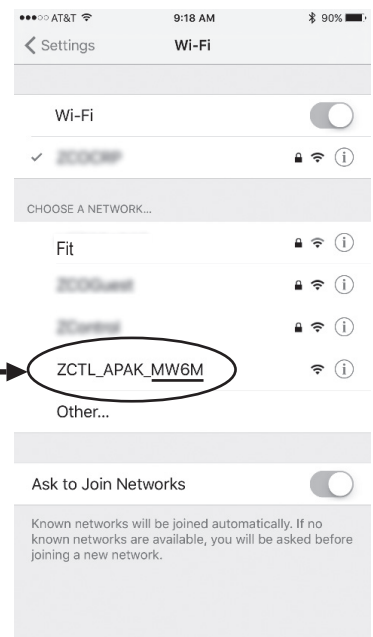 AT&T 9:18 AM 90%
Settings Wi-Fi
Wi-Fi
CHOOSE A NETWORK...
Fit
ZCTL_APAK_MW6M
Other...
Ask to Join Networks
Known networks will be joined automatically. If no
known networks are available, you will be asked before
joining a new network.